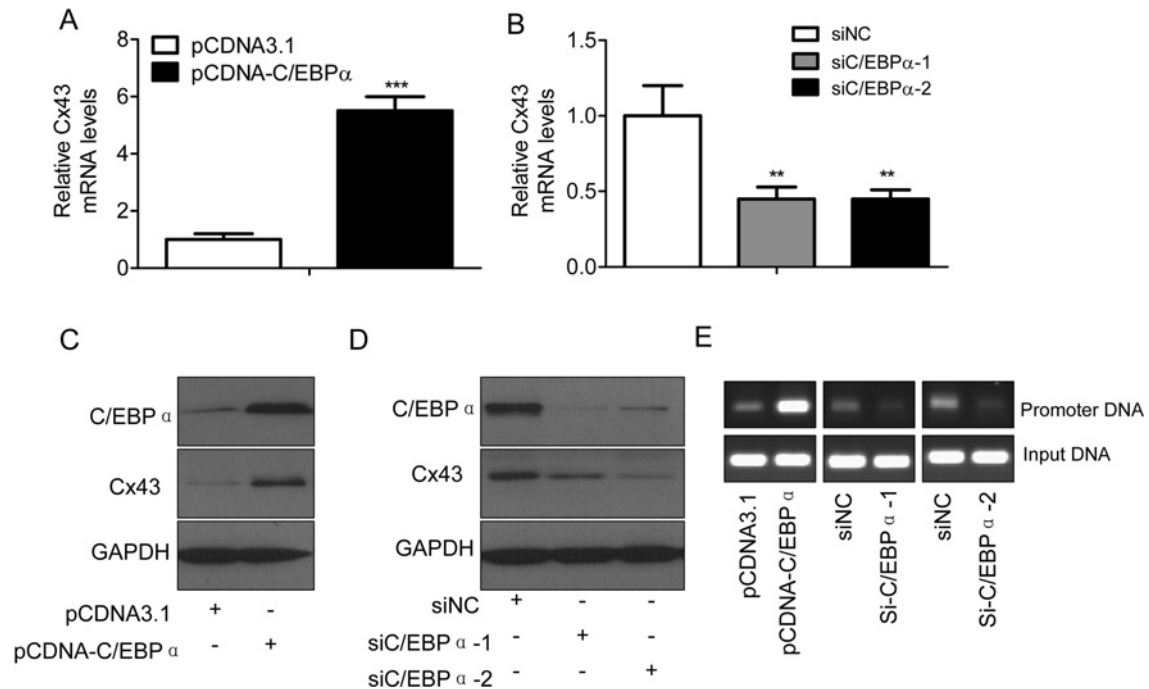 A
pCDNA3.1
pCDNA-C/EBPα
Relative Cx43
mRNA levels
8
6
4
2
0
***
B
siNC
siC/EBPα-1
siC/EBPα-2
Relative Cx43
mRNA levels
1.5
1.0
0.5
0.0
** **
C
C/EBP α
Cx43
GAPDH
pCDNA3.1 + -
pCDNA-C/EBP α - +
D
C/EBP α
Cx43
GAPDH
siNC + - -
siC/EBP α -1 - + -
siC/EBP α -2 - - +
E
Promoter DNA
Input DNA
pCDNA3.1
pCDNA-C/EBP α
siNC
Si-C/EBP α -1
siNC
Si-C/EBP α -2